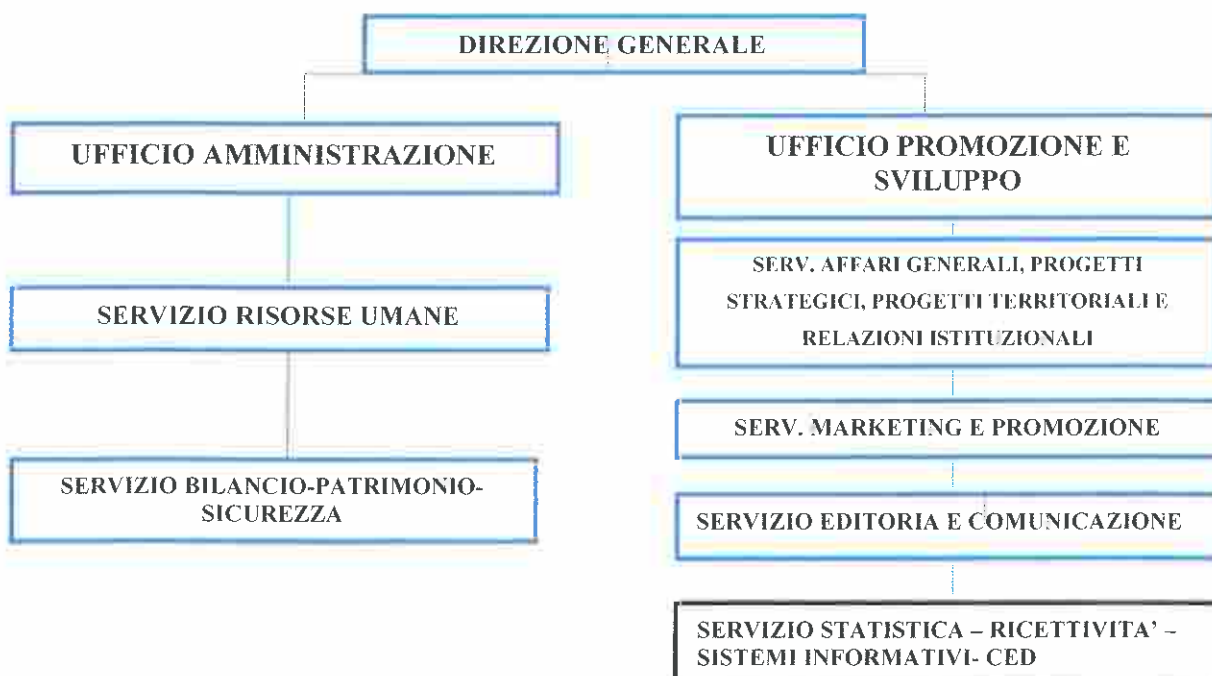 DIREZIONE GENERALE
UFFICIO AMMINISTRAZIONE
SERVIZIO RISORSE UMANE
SERVIZIO BILANCIO-PATRIMONIO-
SICUREZZA
UFFICIO PROMOZIONE E
SVILUPPO
SERV. AFFARI GENERALI, PROGETTI
STRATEGICI, PROGETTI TERRITORIALI E
RELAZIONI ISTITUZIONALI
SERV. MARKETING E PROMOZIONE
SERVIZIO EDITORIA E COMUNICAZIONE
SERVIZIO STATISTICA – RICETTIVITA’ –
SISTEMI INFORMATIVI- CED